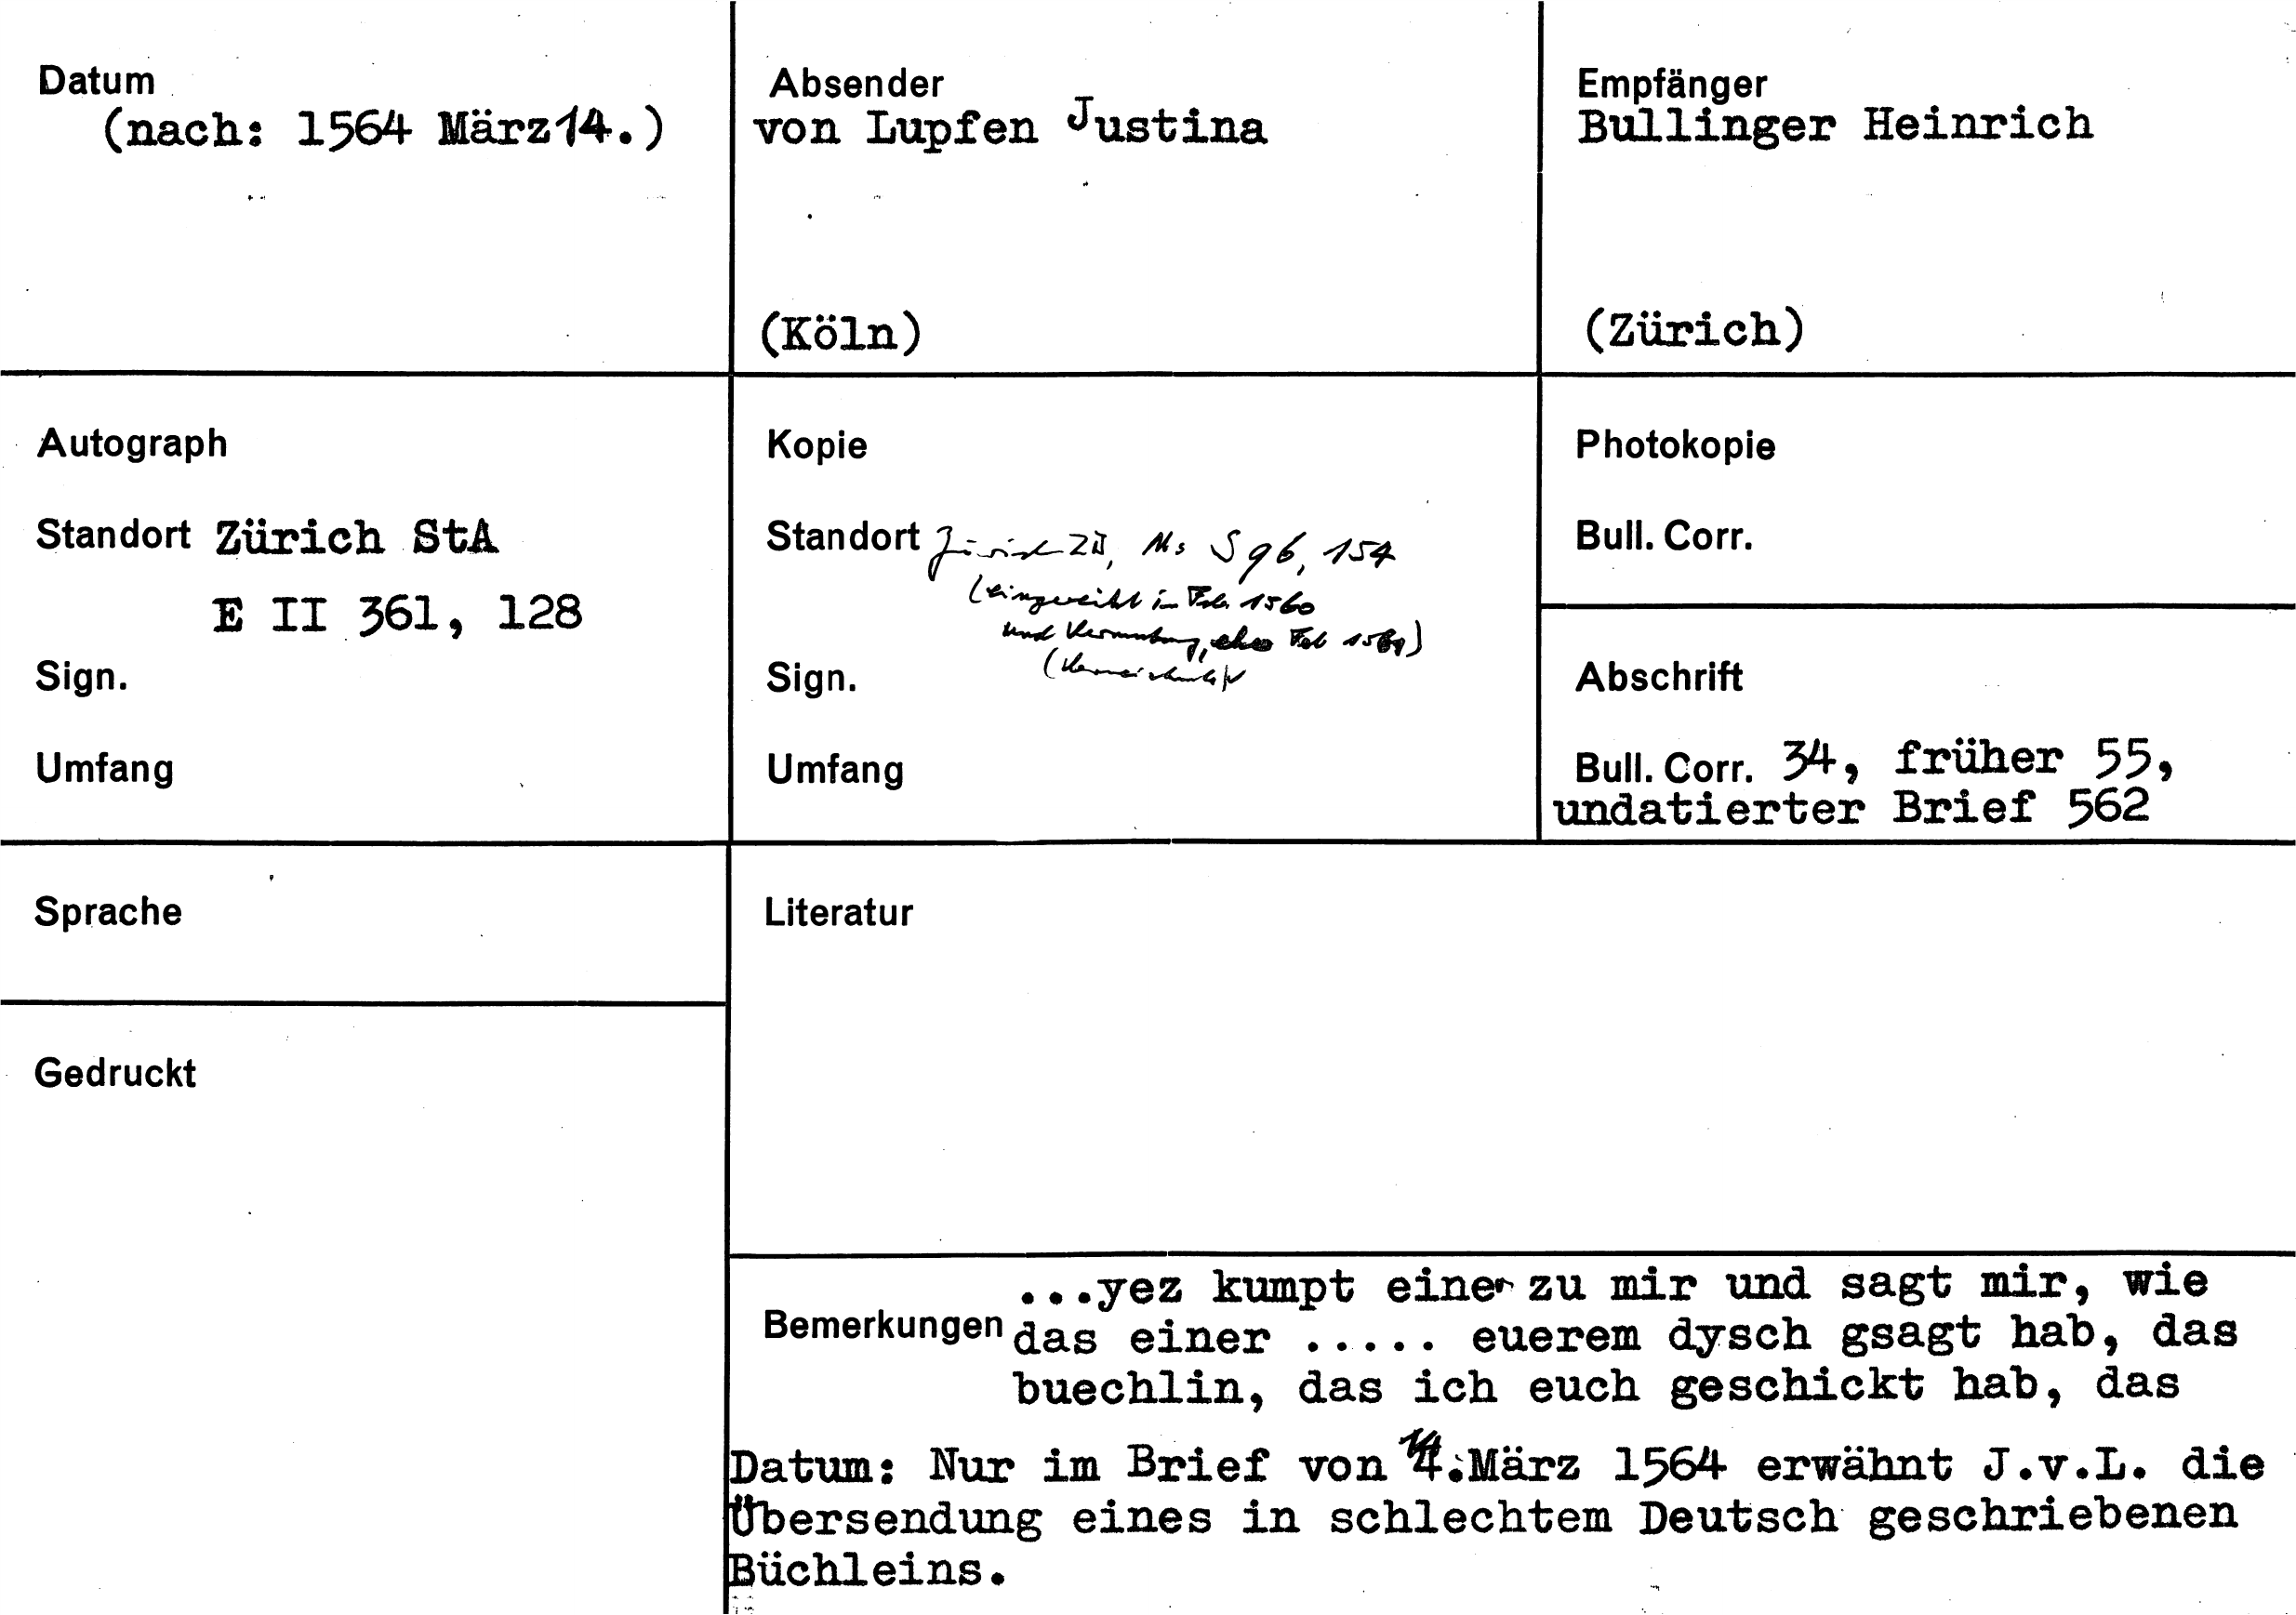 Datum
(nach: 1564 März 14.)
Absender
von Lupfen Justina
(Köln)
Empfänger
Bullinger Heinrich
(Zürich)
Autograph
Standort Zürich StA
E II 361, 128
Sign.
Umfang
Kopie
Standort Zürich ZB, Ms S 96, 154
(eingereiht in Feb. 1560
und Vermutung, eher Feb
Sign.
Umfang
Photokopie
Bull. Corr.
Abschrift
Bull. Corr. 34, früher 55,
undatierter Brief 562
Sprache
Gedruckt
Literatur
Bemerkungen
...yez kumpt einer zu mir und sagt mir, wie
das einer ..... euerem dysch gsagt hab, das
buechlin, das ich euch geschickt hab, das
Datum: Nur im Brief von 14.März 1564 erwähnt J.v.L. die
Übersendung eines in schlechtem Deutsch geschriebenen
Büchleins.